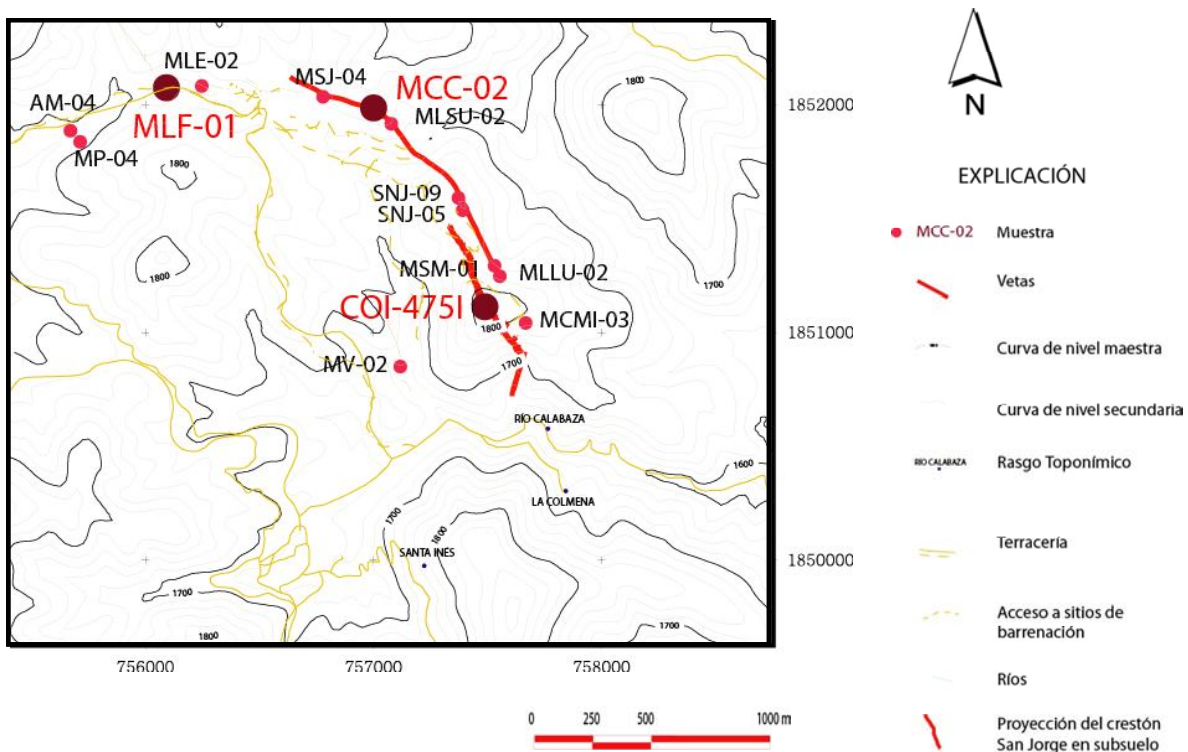 MLE-02
MSJ-04
MCC-02
AM-04
MLSU-02
MLF-01
MP-04
1800
1800
SNJ-09
SNJ-05
MSM-01
MLLU-02
1800
1700
COI-475I
1800
MCMI-03
1700
MV-02
RÍO CALABAZA
1600
LA COLMENA
1700
1800
SANTA INÉS
1700
1800
1700
1852000
1851000
1850000
756000
757000
758000
0 250 500 1000 m
N
EXPLICACIÓN
MCC-02 Muestra
Vetas
Curva de nivel maestra
Curva de nivel secundaria
RÍO CALABAZA Rasgo Toponímico
Terracería
Acceso a sitios de
barrenación
Ríos
Proyección del crestón
San Jorge en subsuelo